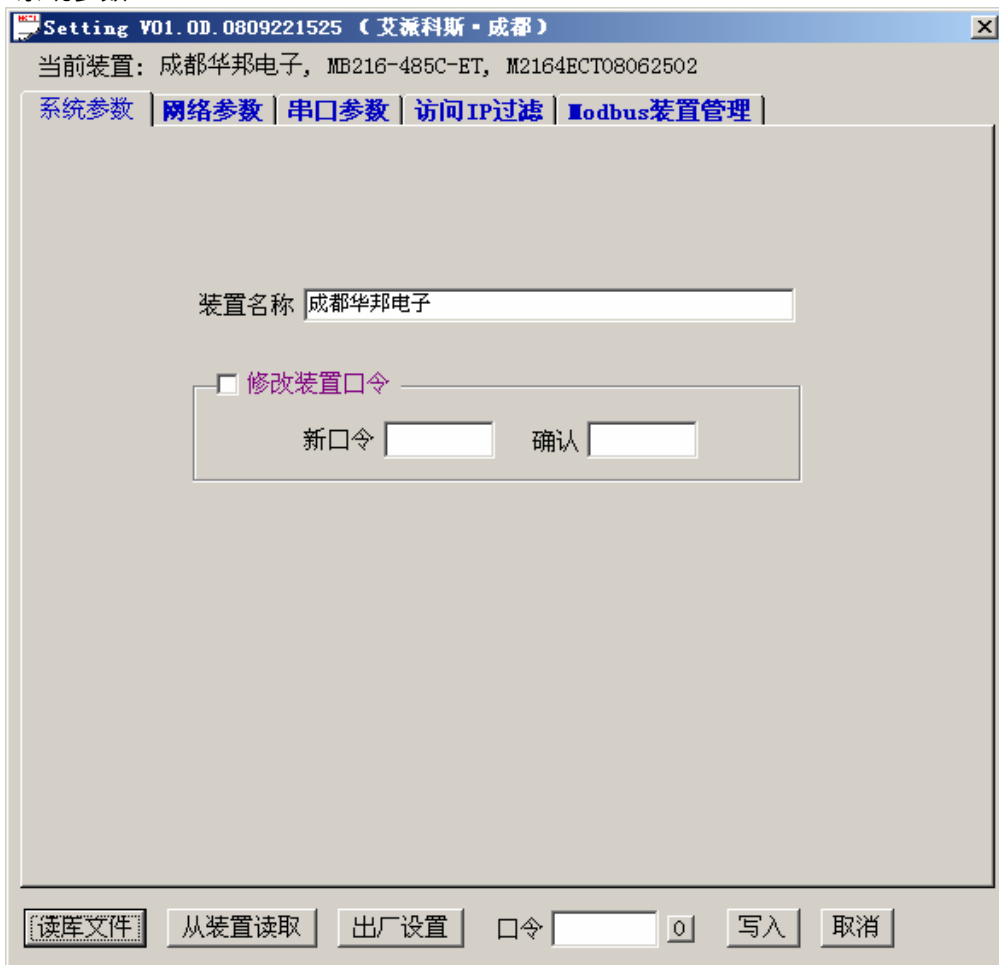 Setting V01.0D.0809221525 (艾派科斯·成都)
当前装置: 成都华邦电子, MB216-485C-ET, M2164ECT08062502
系统参数 网络参数 串口参数 访问IP过滤 Modbus装置管理
装置名称 成都华邦电子
修改装置口令
新口令 确认
读库文件 从装置读取 出厂设置 口令 0 写入 取消